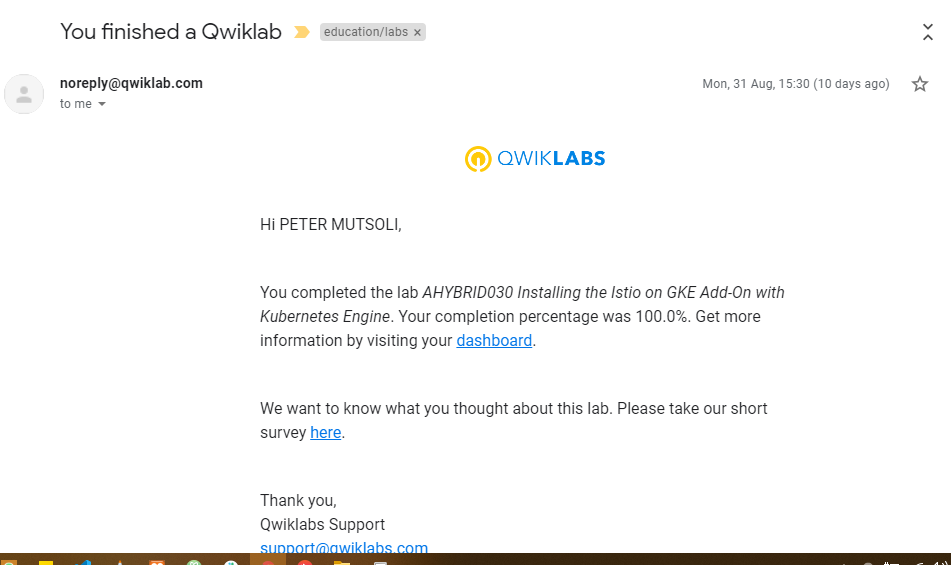 You finished a Qwiklab
education/labs ×
noreply@qwiklab.com
Mon, 31 Aug, 15:30 (10 days ago)
to me
QWIKLABS
Hi PETER MUTSOLI,
You completed the lab AHYBRID030 Installing the Istio on GKE Add-On with
Kubernetes Engine. Your completion percentage was 100.0%. Get more
information by visiting your dashboard.
We want to know what you thought about this lab. Please take our short
survey here.
Thank you,
Qwiklabs Support
support@qwiklabs.com